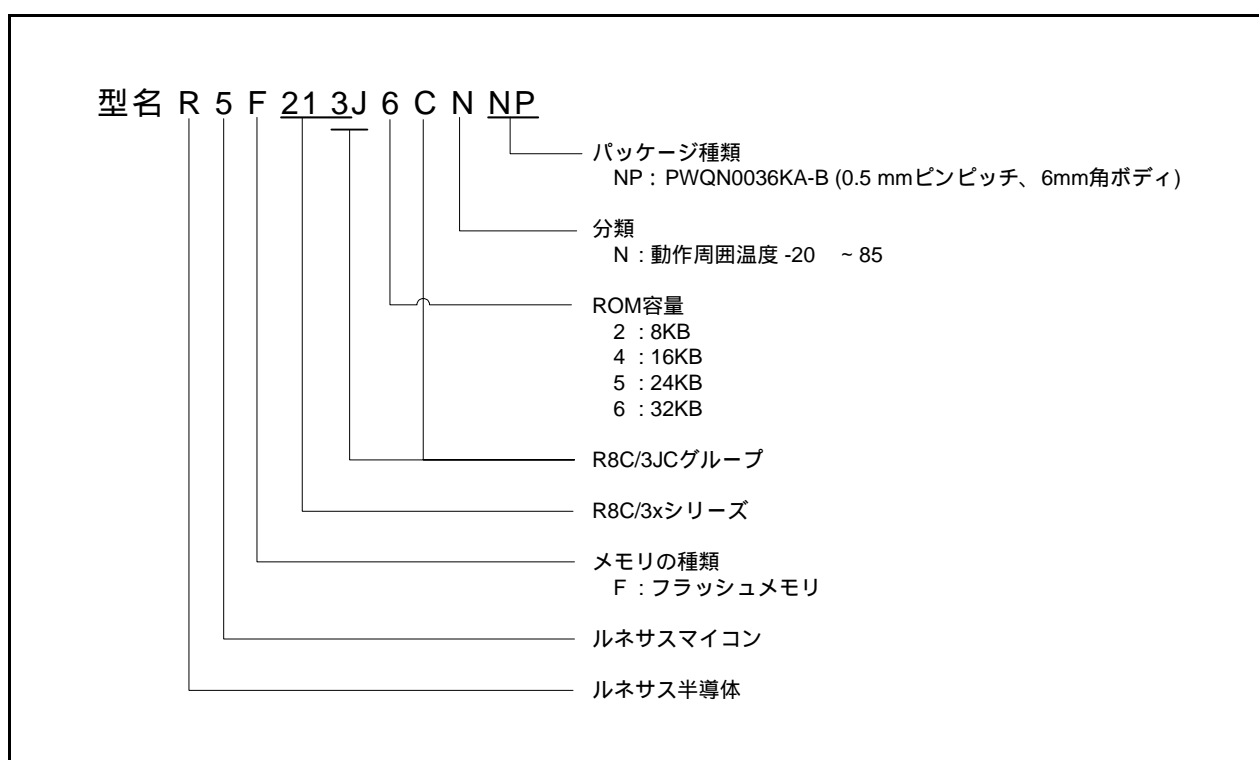 型名 R 5 F 21 3J 6 C N NP
パッケージ種類
NP : PWQN0036KA-B (0.5 mmピンピッチ、6mm角ボディ)
分類
N : 動作周囲温度 -20 ~ 85
ROM容量
2 : 8KB
4 : 16KB
5 : 24KB
6 : 32KB
R8C/3JCグループ
R8C/3xシリーズ
メモリの種類
F : フラッシュメモリ
ルネサスマイコン
ルネサス半導体